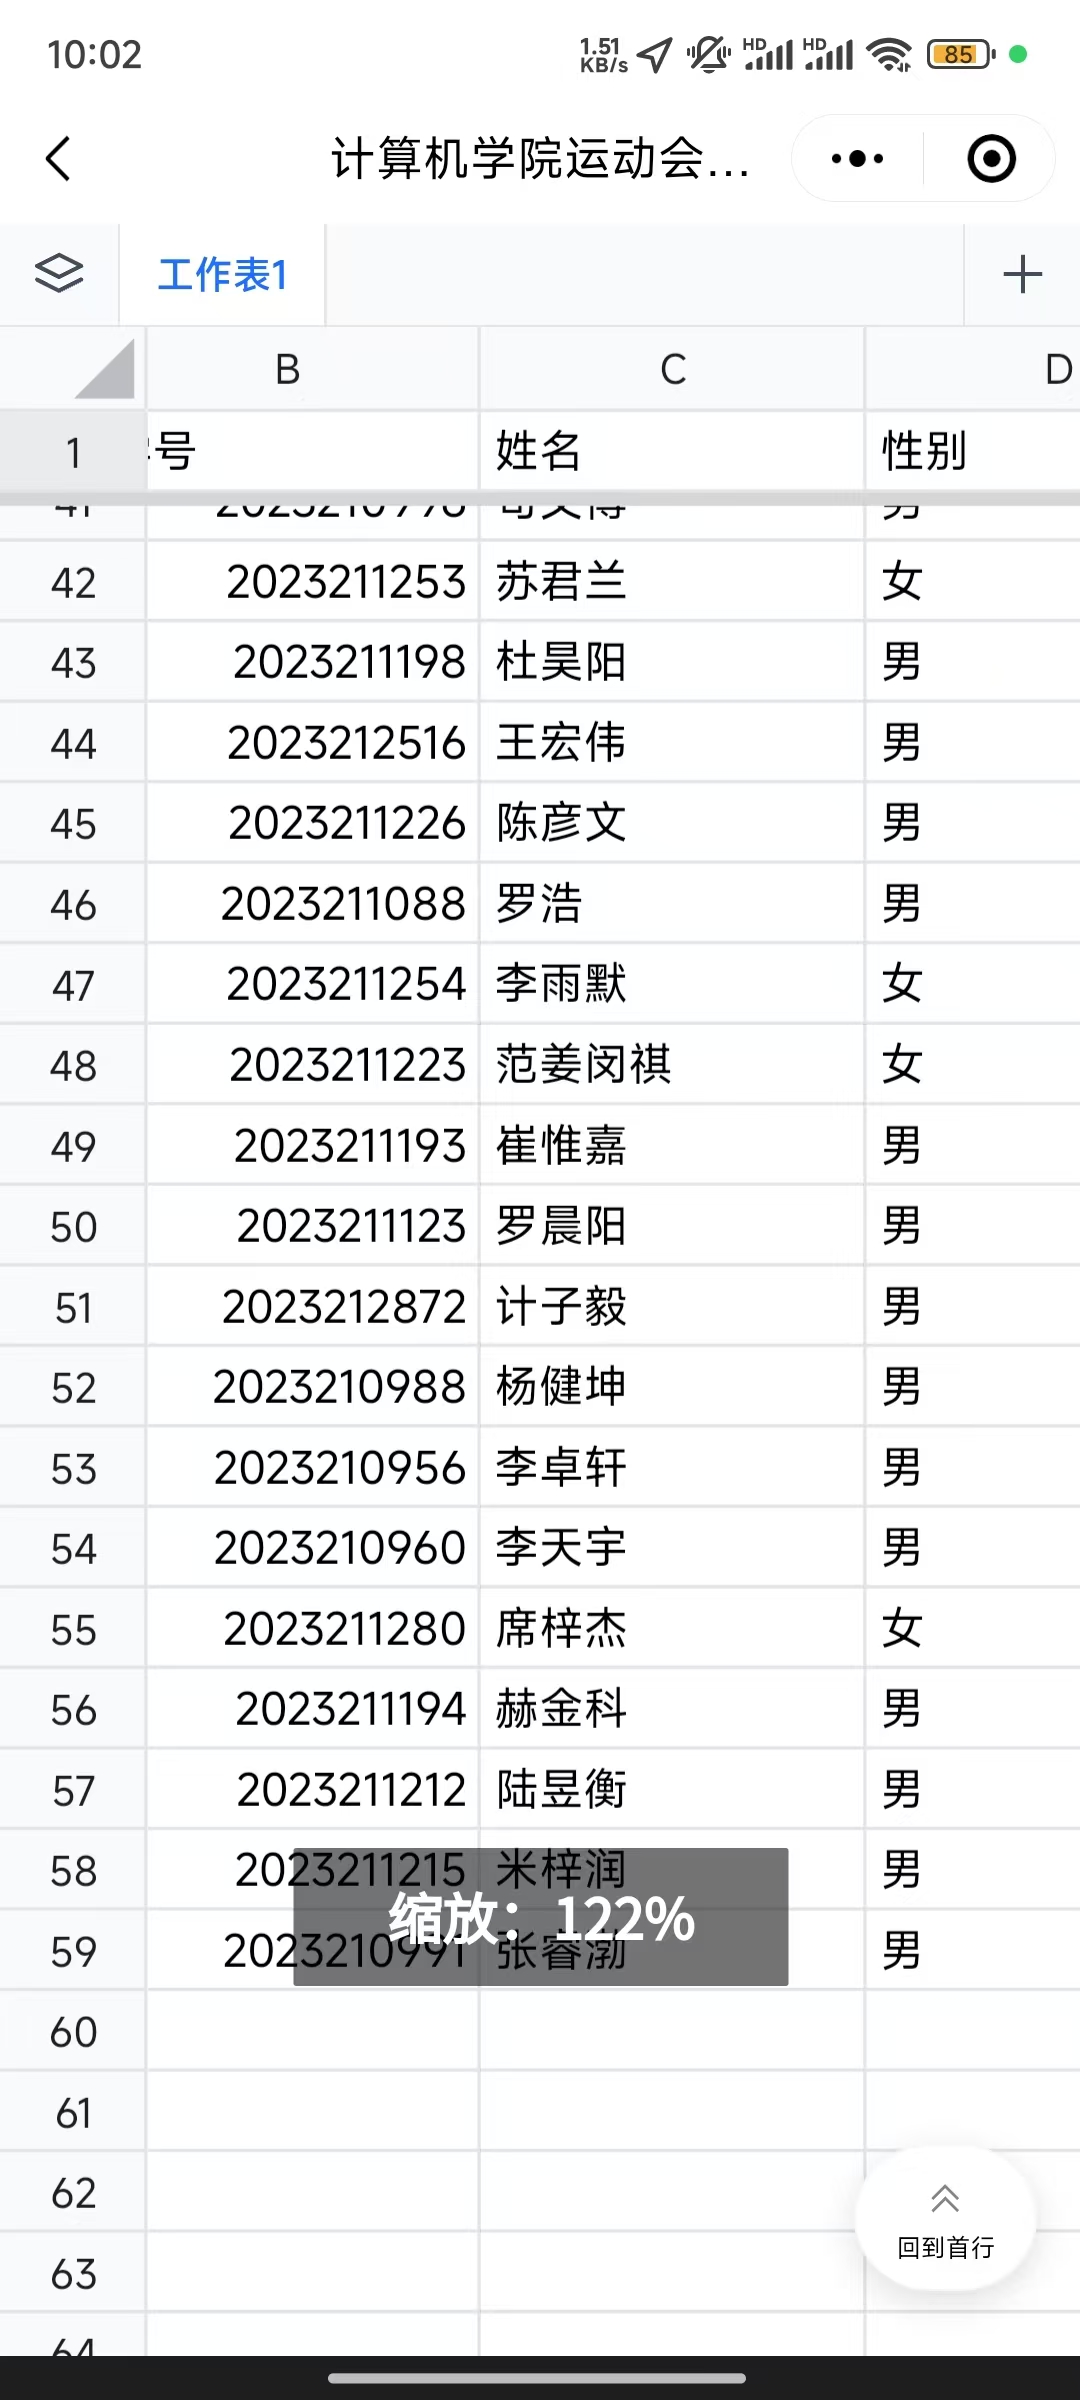 10:02
1.51 KB/s HD HD 85
计算机学院运动会...
工作表1
B C D
1 号 姓名 性别
41 男
42 2023211253 苏君兰 女
43 2023211198 杜昊阳 男
44 2023212516 王宏伟 男
45 2023211226 陈彦文 男
46 2023211088 罗浩 男
47 2023211254 李雨默 女
48 2023211223 范姜闵祺 女
49 2023211193 崔惟嘉 男
50 2023211123 罗晨阳 男
51 2023212872 计子毅 男
52 2023210988 杨健坤 男
53 2023210956 李卓轩 男
54 2023210960 李天宇 男
55 2023211280 席梓杰 女
56 2023211194 赫金科 男
57 2023211212 陆昱衡 男
58 2023211215 米梓润 男
缩放：122%
59 2023210991 张睿渤 男
60
61
62
63
回到首行
64